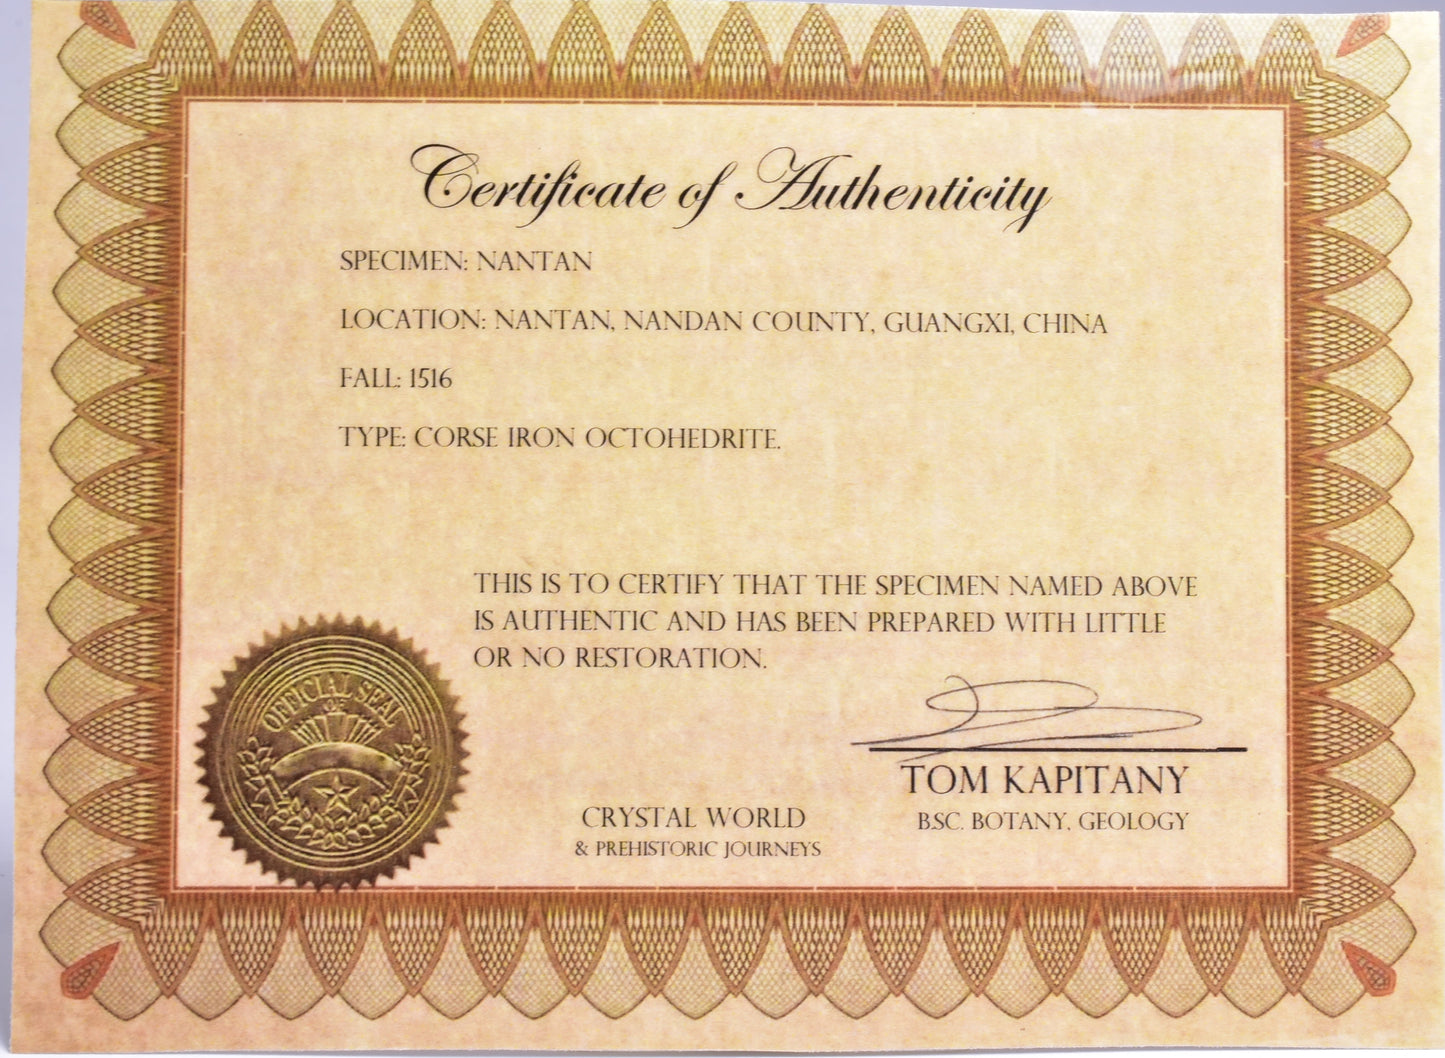 Certificate of Authenticity
SPECIMEN: NANTAN
LOCATION: NANTAN, NANDAN COUNTY, GUANGXI, CHINA
FALL: 1516
TYPE: CORSE IRON OCTOHEDRITE.
THIS IS TO CERTIFY THAT THE SPECIMEN NAMED ABOVE
IS AUTHENTIC AND HAS BEEN PREPARED WITH LITTLE
OR NO RESTORATION.
OFFICIAL SEAL
OF
TOM KAPITANY
B.SC. BOTANY, GEOLOGY
CRYSTAL WORLD
& PREHISTORIC JOURNEYS